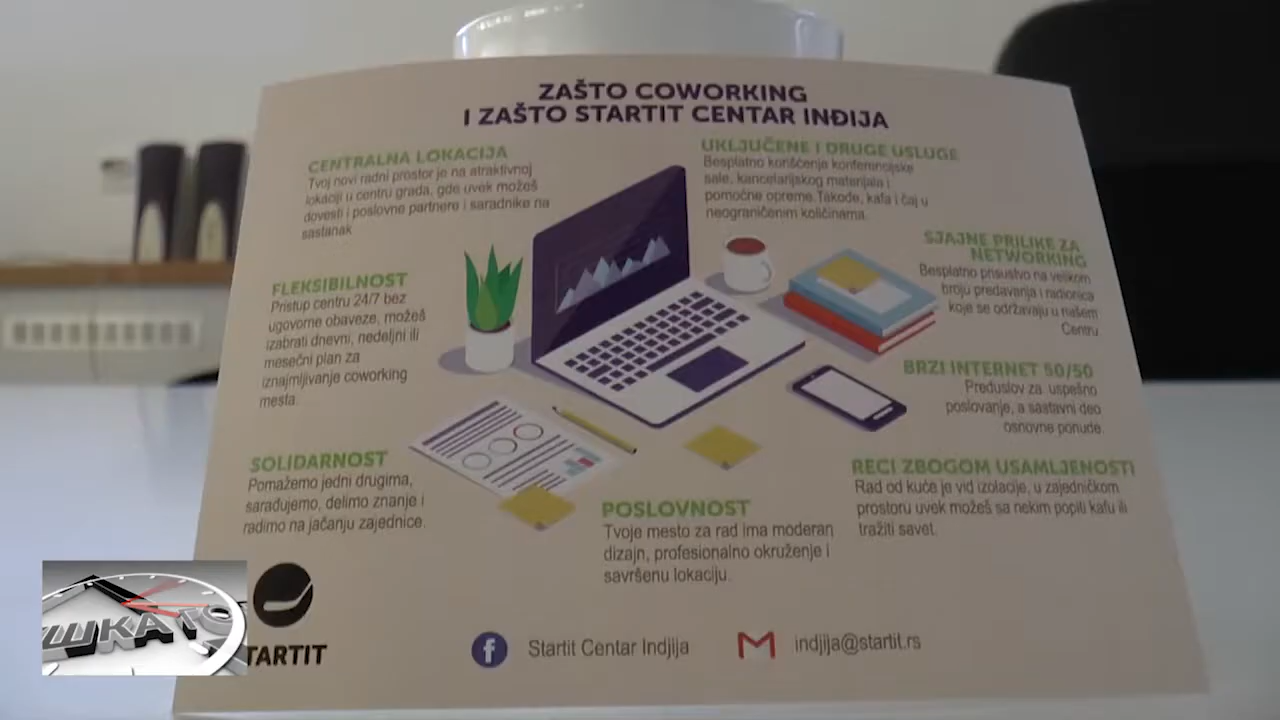 ZAŠTO COWORKING
I ZAŠTO STARTIT CENTAR INĐIJA
CENTRALNA LOKACIJA
Tvoj novi radni prostor je na atraktivnoj
lokaciji u centru grada, gde uvek možeš
dovesti i poslovne partnere i saradnike na
sastanak
UKLJUČENE I DRUGE USLUGE
Besplatno korišćenje konferencijske
sale, kancelarijskog materijala i
pomoćne opreme. Takođe, kafa i čaj u
neograničenim količinama.
FLEKSIBILNOST
Pristup centru 24/7 bez
ugovorne obaveze, možeš
izabrati dnevni, nedeljni ili
mesečni plan za
iznajmljivanje coworking
mesta.
SJAJNE PRILIKE ZA
NETWORKING
Besplatno prisustvo na velikom
broju predavanja i radionica
koje se održavaju u našem
Centru
BRZI INTERNET 50/50
Preduslov za uspešno
poslovanje, a sastavni deo
osnovne ponude.
SOLIDARNOST
Pomažemo jedni drugima,
sarađujemo, delimo znanje i
radimo na jačanju zajednice.
POSLOVNOST
Tvoje mesto za rad ima moderan
dizajn, profesionalno okruženje i
savršenu lokaciju.
RECI ZBOGOM USAMLJENOSTI
Rad od kuće je vid izolacije, u zajedničkom
prostoru uvek možeš sa nekim popiti kafu ili
tražiti savet.
TARTIT
Startit Centar Indjija
indjija@startit.rs